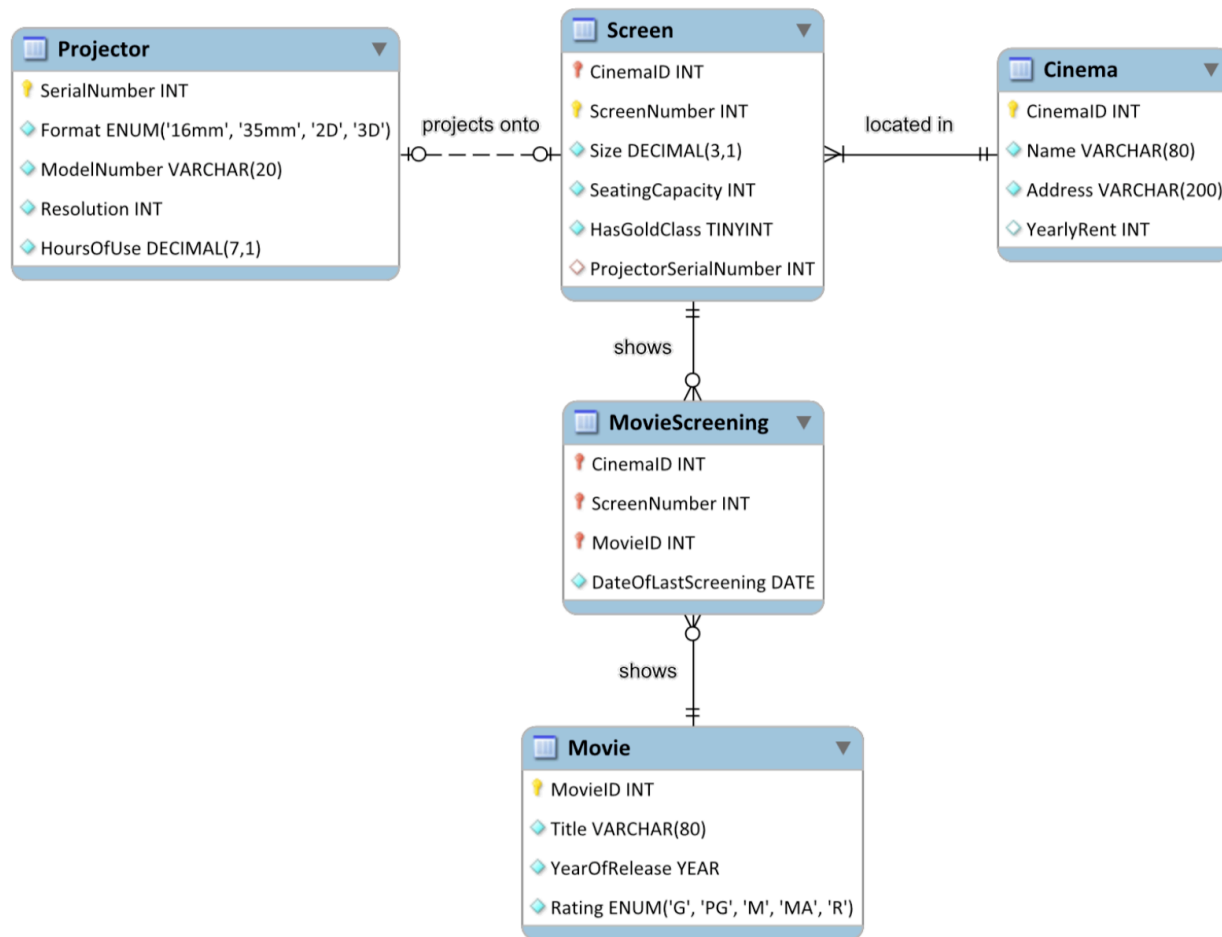 Projector
SerialNumber INT
Format ENUM('16mm', '35mm', '2D', '3D')
ModelNumber VARCHAR(20)
Resolution INT
HoursOfUse DECIMAL(7,1)
projects onto
Screen
CinemaID INT
ScreenNumber INT
Size DECIMAL(3,1)
SeatingCapacity INT
HasGoldClass TINYINT
ProjectorSerialNumber INT
located in
Cinema
CinemaID INT
Name VARCHAR(80)
Address VARCHAR(200)
YearlyRent INT
shows
MovieScreening
CinemaID INT
ScreenNumber INT
MovieID INT
DateOfLastScreening DATE
shows
Movie
MovieID INT
Title VARCHAR(80)
YearOfRelease YEAR
Rating ENUM('G', 'PG', 'M', 'MA', 'R')